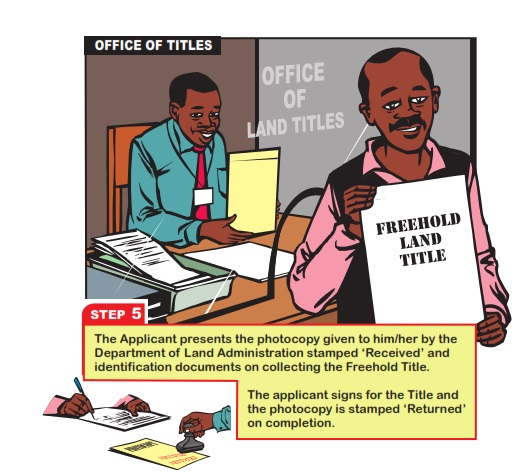 OFFICE OF TITLES
OFFICE
OF
LAND TITLES
FREEHOLD
LAND
TITLE
STEP 5
The Applicant presents the photocopy given to him/her by the
Department of Land Administration stamped ‘Received’ and
identification documents on collecting the Freehold Title.
The applicant signs for the Title and
the photocopy is stamped ‘Returned’
on completion.